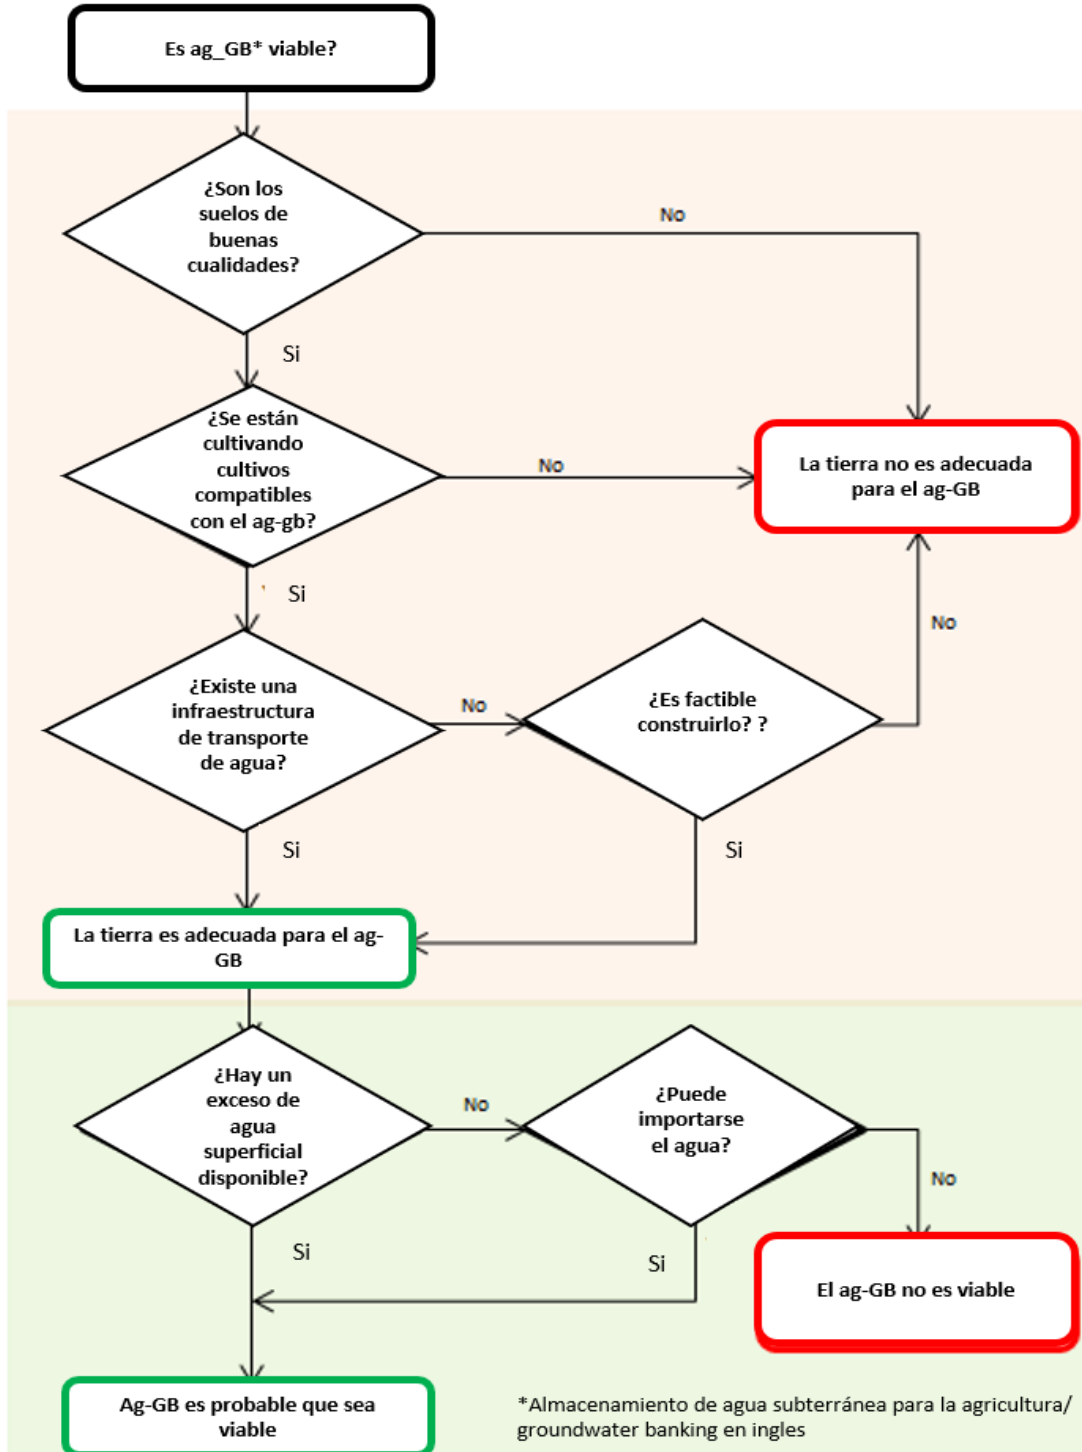 Es ag_GB* viable?
¿Son los
suelos de
buenas
cualidades?
No
Si
¿Se están
cultivando
cultivos
compatibles
con el ag-gb?
No
La tierra no es adecuada
para el ag-GB
Si
¿Existe una
infraestructura
de transporte
de agua?
No
¿Es factible
construirlo? ?
No
Si
Si
La tierra es adecuada para el ag-
GB
¿Hay un
exceso de
agua
superficial
disponible?
No
¿Puede
importarse
el agua?
No
Si
Si
El ag-GB no es viable
Ag-GB es probable que sea
viable
*Almacenamiento de agua subterránea para la agricultura/
groundwater banking en ingles